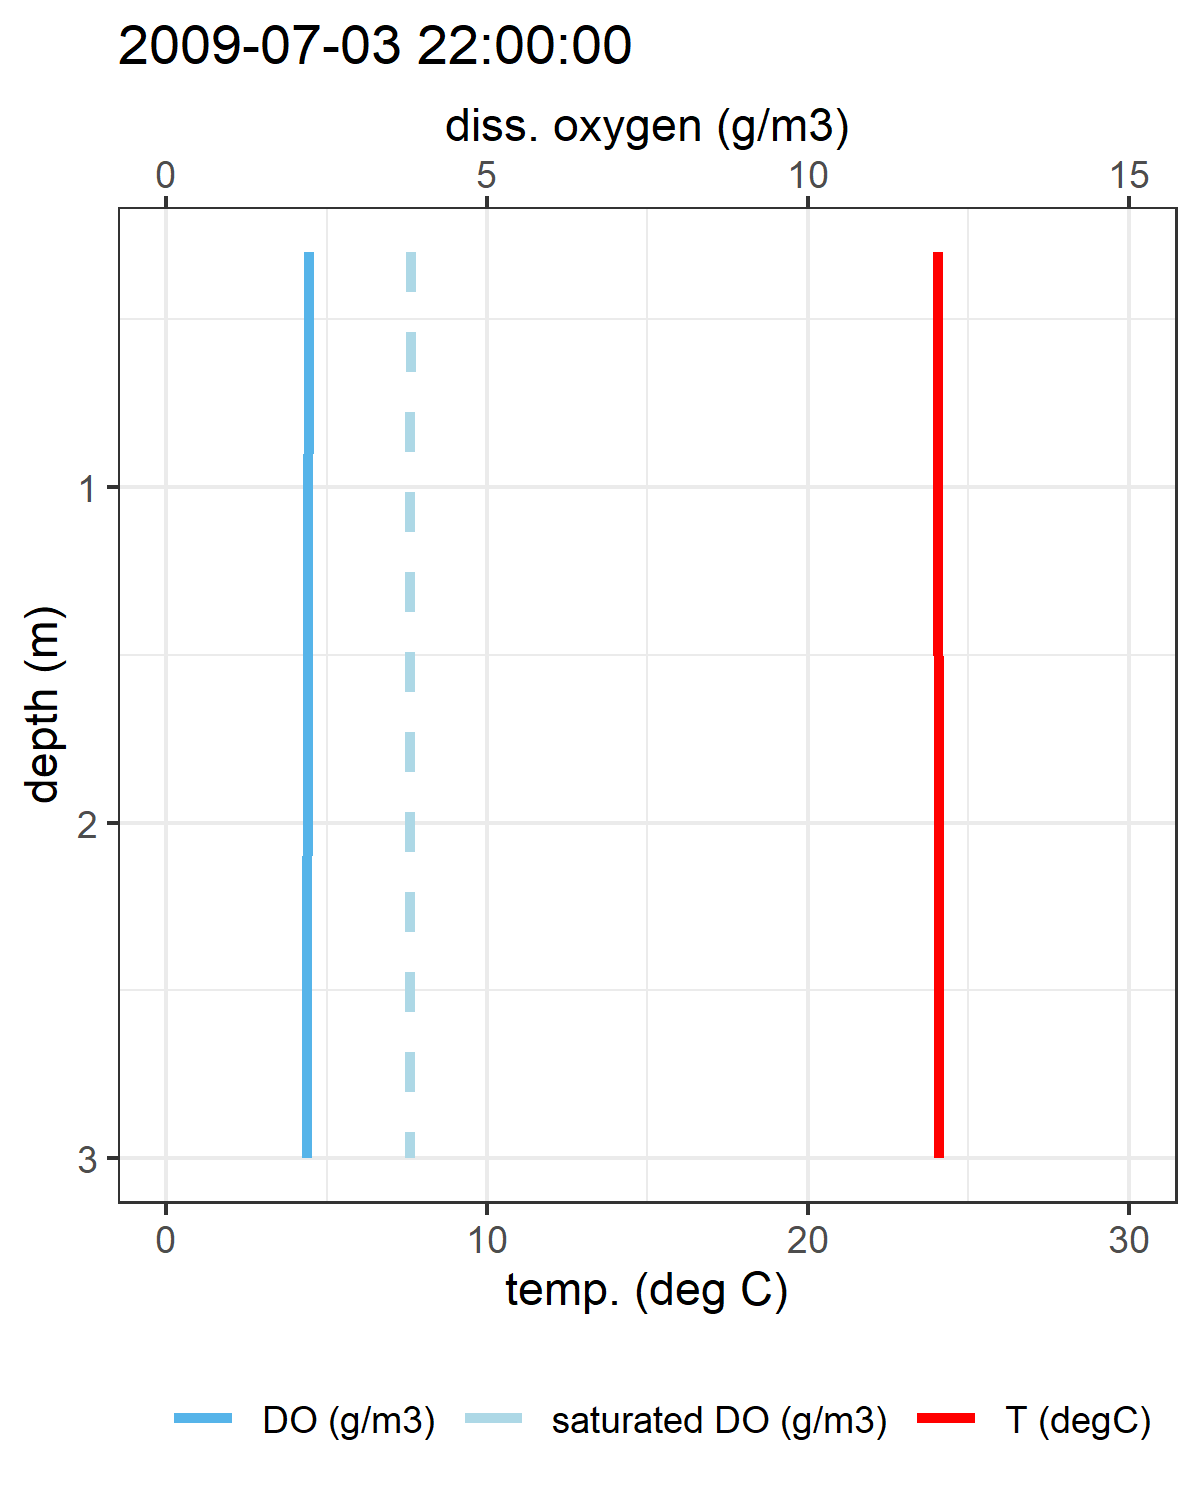 2009-07-03 22:00:00
diss. oxygen (g/m3)
0 5 10 15
depth (m)
1
2
3
0 10 20 30
temp. (deg C)
DO (g/m3) saturated DO (g/m3) T (degC)